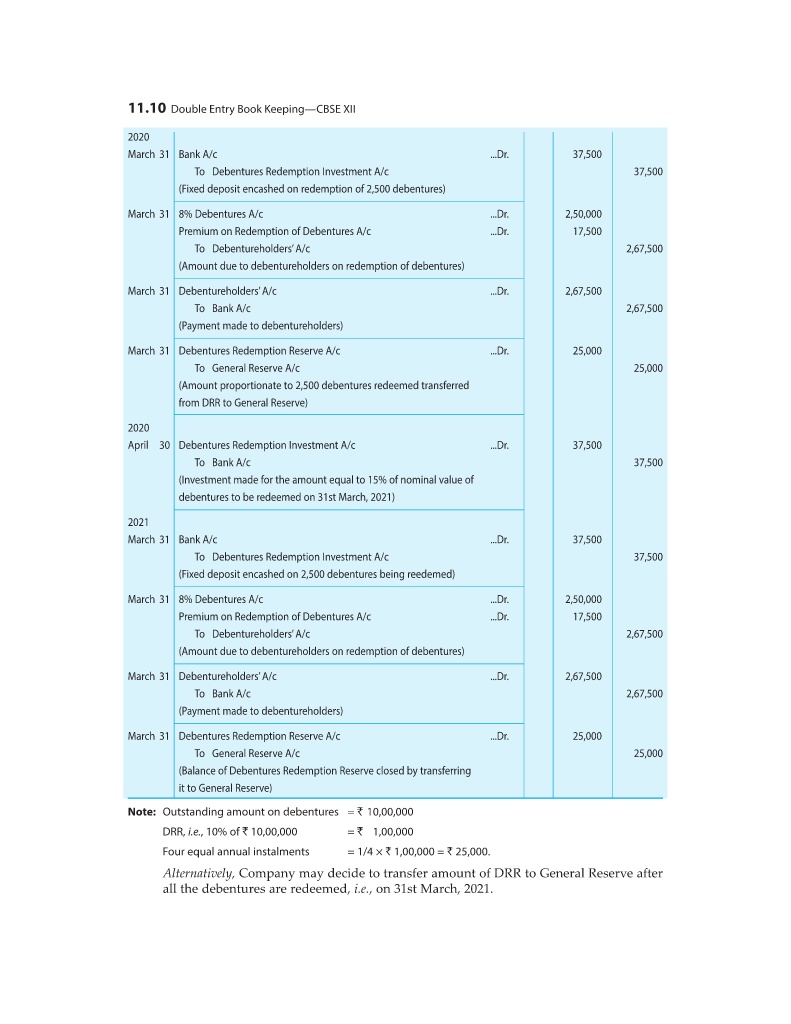 11.10 Double Entry Book Keeping—CBSE XII
2020
March 31 Bank A/c ...Dr. 37,500
To Debentures Redemption Investment A/c 37,500
(Fixed deposit encashed on redemption of 2,500 debentures)
March 31 8% Debentures A/c ...Dr. 2,50,000
Premium on Redemption of Debentures A/c ...Dr. 17,500
To Debentureholders' A/c 2,67,500
(Amount due to debentureholders on redemption of debentures)
March 31 Debentureholders' A/c ...Dr. 2,67,500
To Bank A/c 2,67,500
(Payment made to debentureholders)
March 31 Debentures Redemption Reserve A/c ...Dr. 25,000
To General Reserve A/c 25,000
(Amount proportionate to 2,500 debentures redeemed transferred
from DRR to General Reserve)
2020
April 30 Debentures Redemption Investment A/c ...Dr. 37,500
To Bank A/c 37,500
(Investment made for the amount equal to 15% of nominal value of
debentures to be redeemed on 31st March, 2021)
2021
March 31 Bank A/c ...Dr. 37,500
To Debentures Redemption Investment A/c 37,500
(Fixed deposit encashed on 2,500 debentures being reedemed)
March 31 8% Debentures A/c ...Dr. 2,50,000
Premium on Redemption of Debentures A/c ...Dr. 17,500
To Debentureholders' A/c 2,67,500
(Amount due to debentureholders on redemption of debentures)
March 31 Debentureholders' A/c ...Dr. 2,67,500
To Bank A/c 2,67,500
(Payment made to debentureholders)
March 31 Debentures Redemption Reserve A/c ...Dr. 25,000
To General Reserve A/c 25,000
(Balance of Debentures Redemption Reserve closed by transferring
it to General Reserve)
Note: Outstanding amount on debentures = ₹ 10,00,000
DRR, i.e., 10% of ₹ 10,00,000 = ₹ 1,00,000
Four equal annual instalments = 1/4 × ₹ 1,00,000 = ₹ 25,000.
Alternatively, Company may decide to transfer amount of DRR to General Reserve after
all the debentures are redeemed, i.e., on 31st March, 2021.